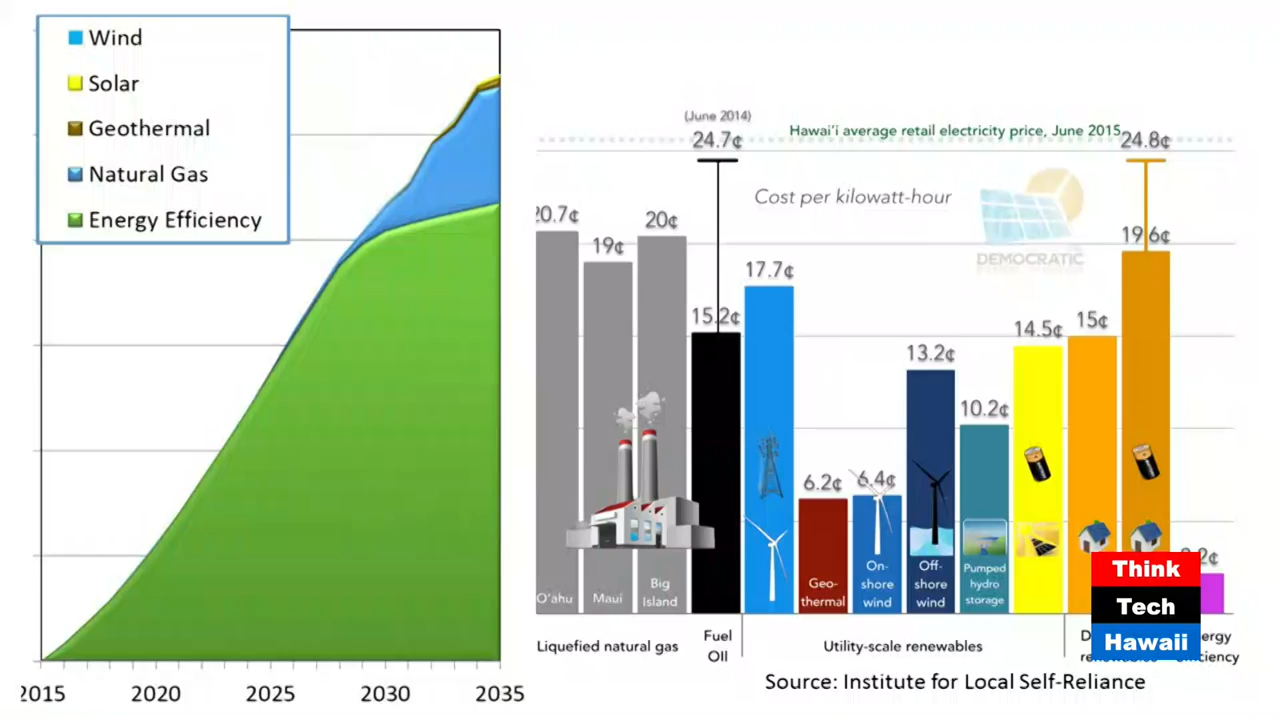 Wind
Solar
Geothermal
Natural Gas
Energy Efficiency
2015 2020 2025 2030 2035
(June 2014)
24.7¢
Hawai'i average retail electricity price, June 2015
24.8¢
Cost per kilowatt-hour
DEMOCRATIC
20.7¢
19¢
20¢
15.2¢
17.7¢
6.2¢
6.4¢
13.2¢
10.2¢
14.5¢
15¢
19.6¢
O'ahu
Maui
Big
Island
Geo-
thermal
On-
shore
wind
Off-
shore
wind
Pumped
hydro
storage
Liquefied natural gas
Fuel
Oil
Utility-scale renewables
Think
Tech
Hawaii
Source: Institute for Local Self-Reliance